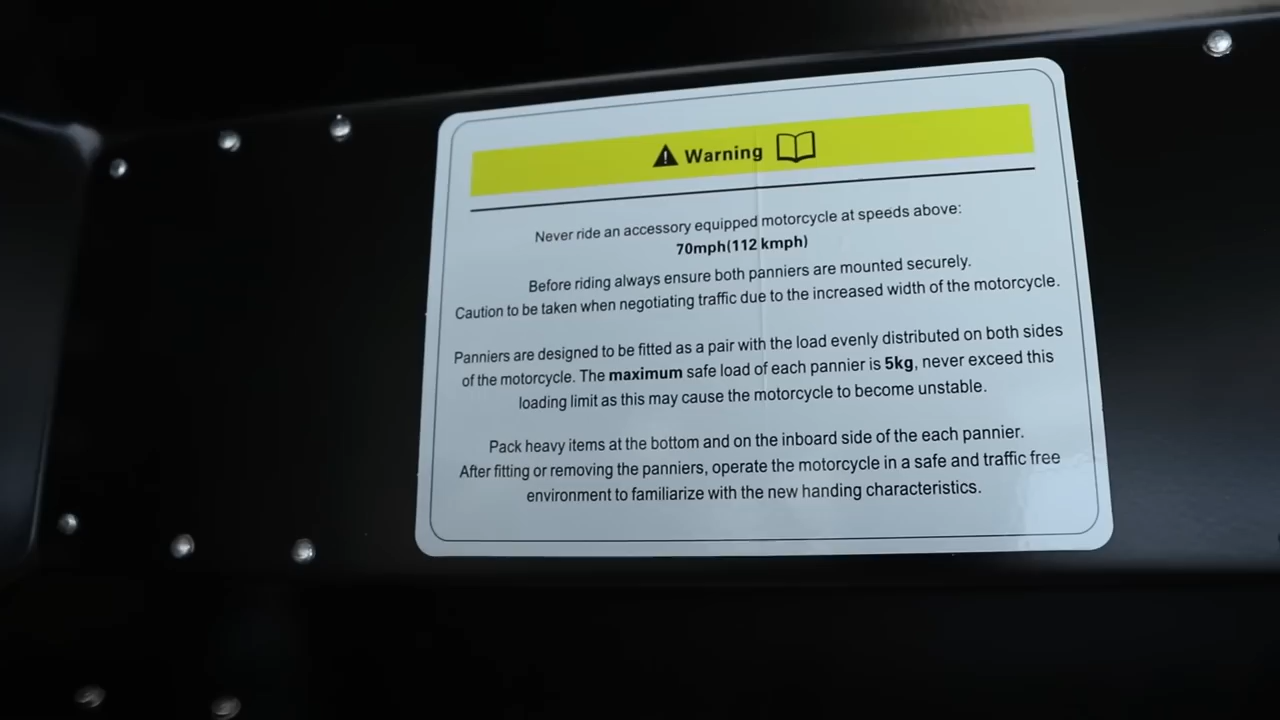 Warning
Never ride an accessory equipped motorcycle at speeds above:
70mph(112 kmph)
Before riding always ensure both panniers are mounted securely.
Caution to be taken when negotiating traffic due to the increased width of the motorcycle.
Panniers are designed to be fitted as a pair with the load evenly distributed on both sides
of the motorcycle. The maximum safe load of each pannier is 5kg, never exceed this
loading limit as this may cause the motorcycle to become unstable.
Pack heavy items at the bottom and on the inboard side of the each pannier.
After fitting or removing the panniers, operate the motorcycle in a safe and traffic free
environment to familiarize with the new handing characteristics.